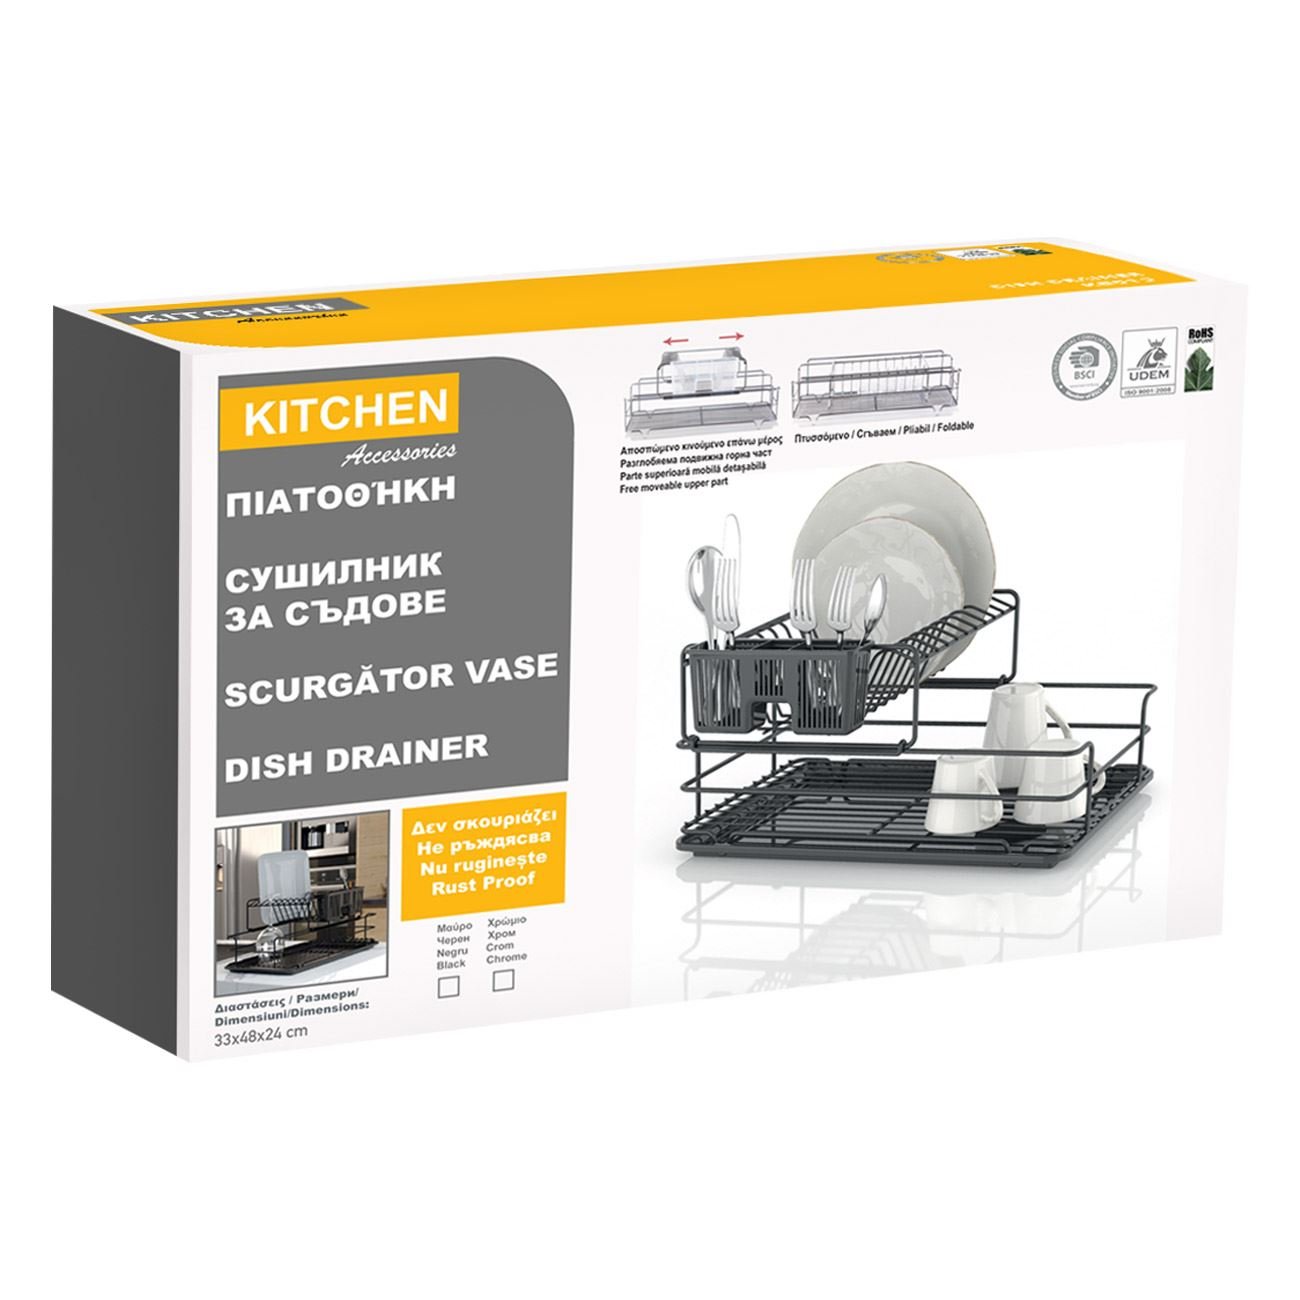 KITCHEN
Accessories
DISH DRAINER
KITCHEN
Accessories
ΠΙΑΤΟΘΉΚΗ
СУШИЛНИК
ЗА СЪДОВЕ
SCURGĂTOR VASE
DISH DRAINER
Αποσπώμενο κινούμενο επάνω μέρος
Разглобяема подвижна горна част
Parte superioară mobilă detașabilă
Free moveable upper part
Πτυσσόμενο / Сгъваем / Pliabil / Foldable
BSCI
UDEM
ISO 9001:2008
RoHS
COMPLIANT
Δεν σκουριάζει
Не ръждясва
Nu ruginește
Rust Proof
Μαύρο
Черен
Negru
Black
Χρώμιο
Хром
Crom
Chrome
Διαστάσεις / Размери/
Dimensiuni/Dimensions:
33x48x24 cm